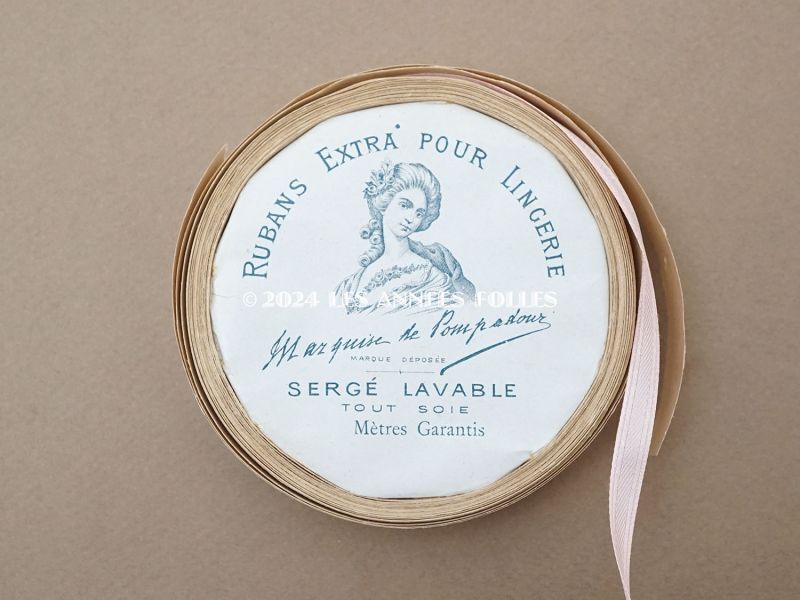 RUBANS EXTRA POUR LINGERIE
© 2024 LES ANNÉES FOLLES
Marquise de Pompadour
MARQUE DÉPOSÉE
SERGÉ LAVABLE
TOUT SOIE
Mètres Garantis